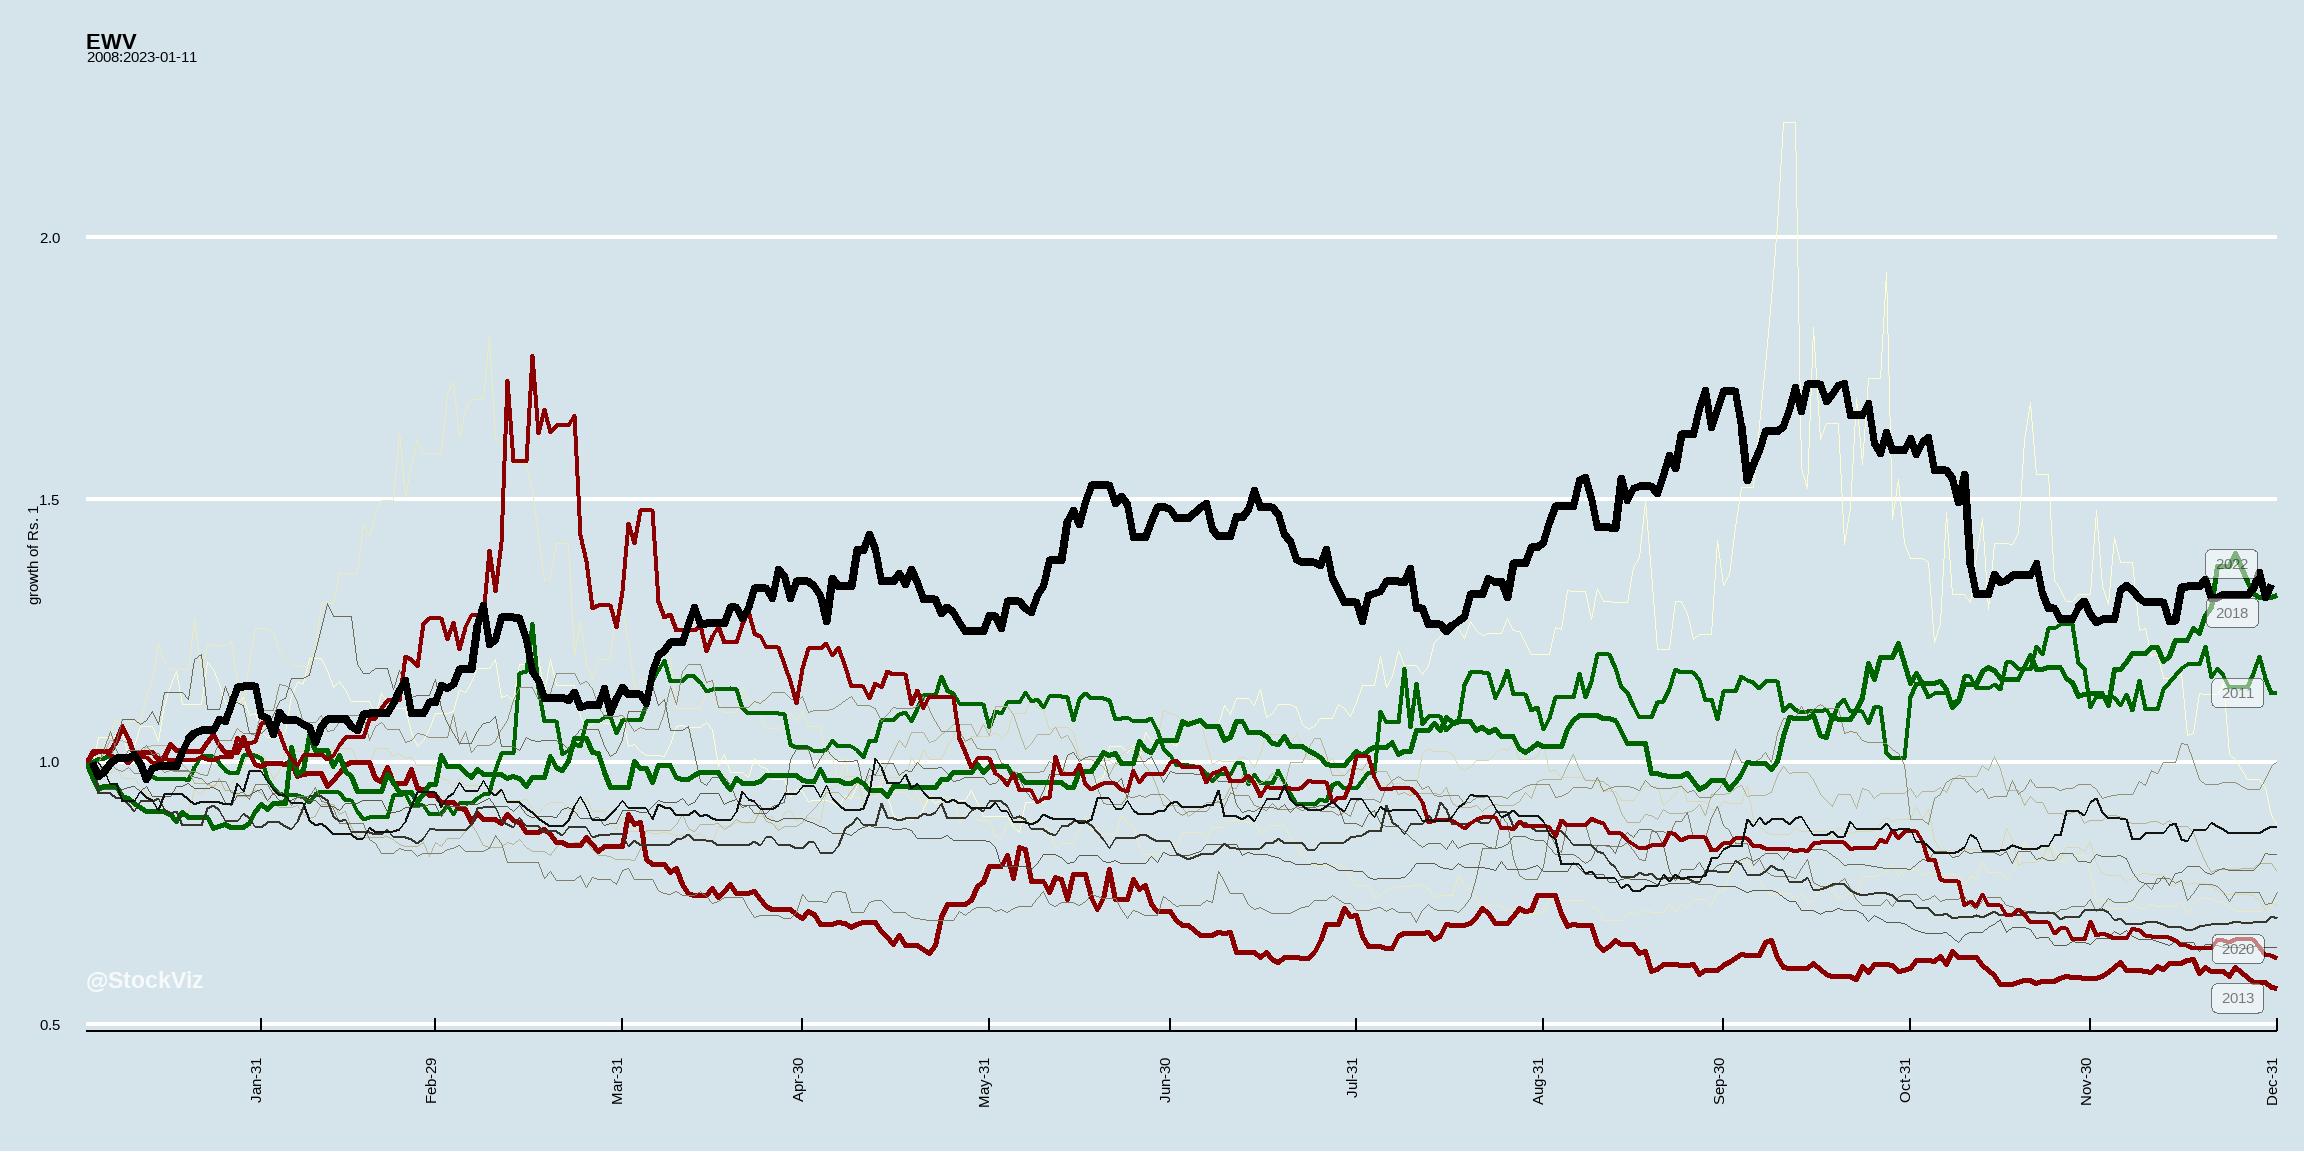 EWV
2008:2023-01-11
2.0
1.5
1.0
0.5
growth of Rs. 1
2022
2018
2011
2020
2013
@StockViz
Jan-31
Feb-29
Mar-31
Apr-30
May-31
Jun-30
Jul-31
Aug-31
Sep-30
Oct-31
Nov-30
Dec-31